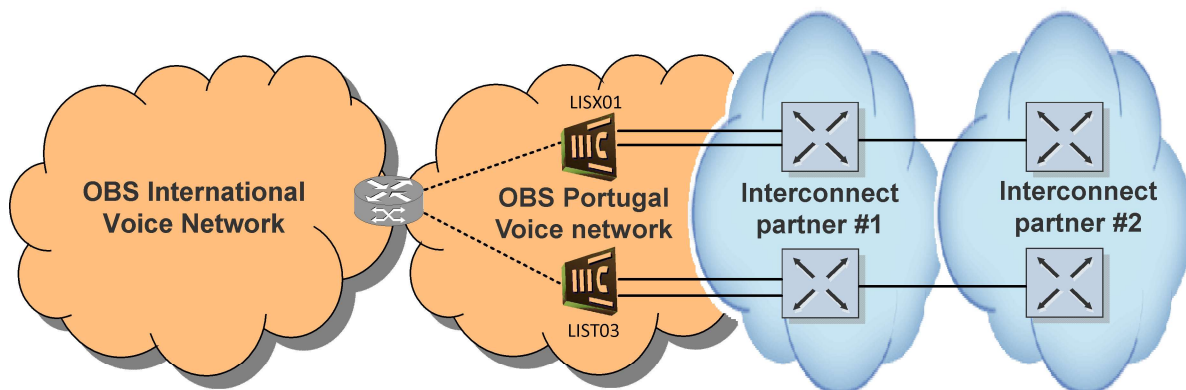 LISX01
OBS International
Voice Network
OBS Portugal
Voice network
Interconnect
partner #1
Interconnect
partner #2
LIST03